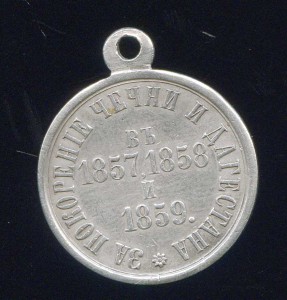 ЗА ПОКОРЕНІЕ ЧЕЧНИ И ДАГЕСТАНА
ВЪ
1857,1858
И
1859.